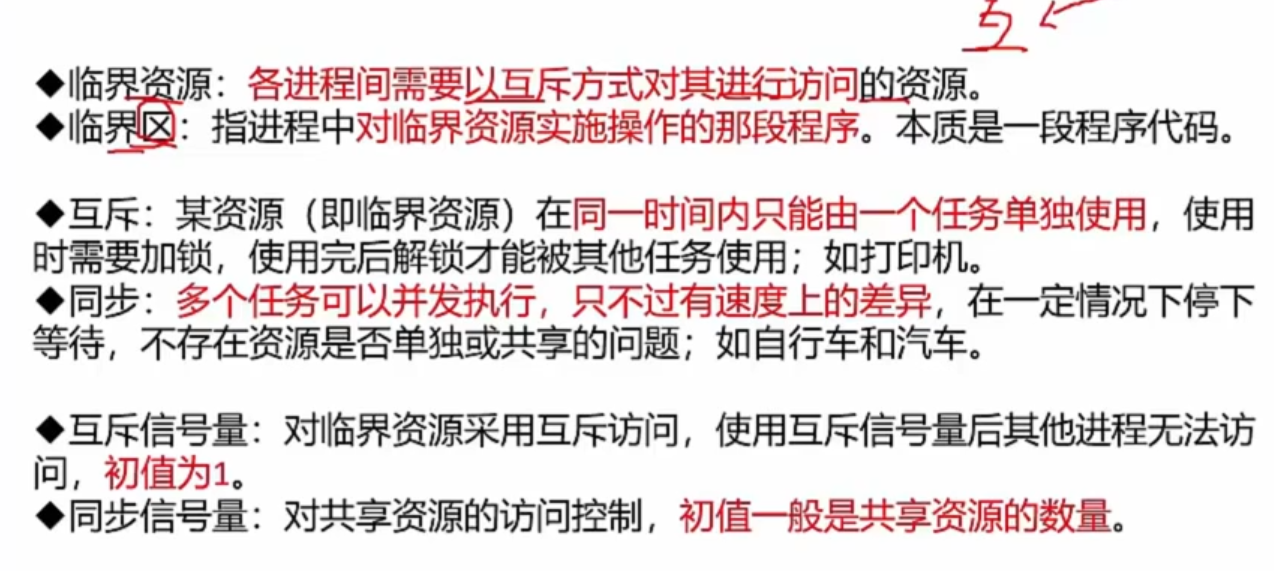 互
◆临界资源：各进程间需要以互斥方式对其进行访问的资源。
◆临界区：指进程中对临界资源实施操作的那段程序。本质是一段程序代码。
◆互斥：某资源（即临界资源）在同一时间内只能由一个任务单独使用，使用
时需要加锁，使用完后解锁才能被其他任务使用；如打印机。
◆同步：多个任务可以并发执行，只不过有速度上的差异，在一定情况下停下
等待，不存在资源是否单独或共享的问题；如自行车和汽车。
◆互斥信号量：对临界资源采用互斥访问，使用互斥信号量后其他进程无法访
问，初值为1。
◆同步信号量：对共享资源的访问控制，初值一般是共享资源的数量。